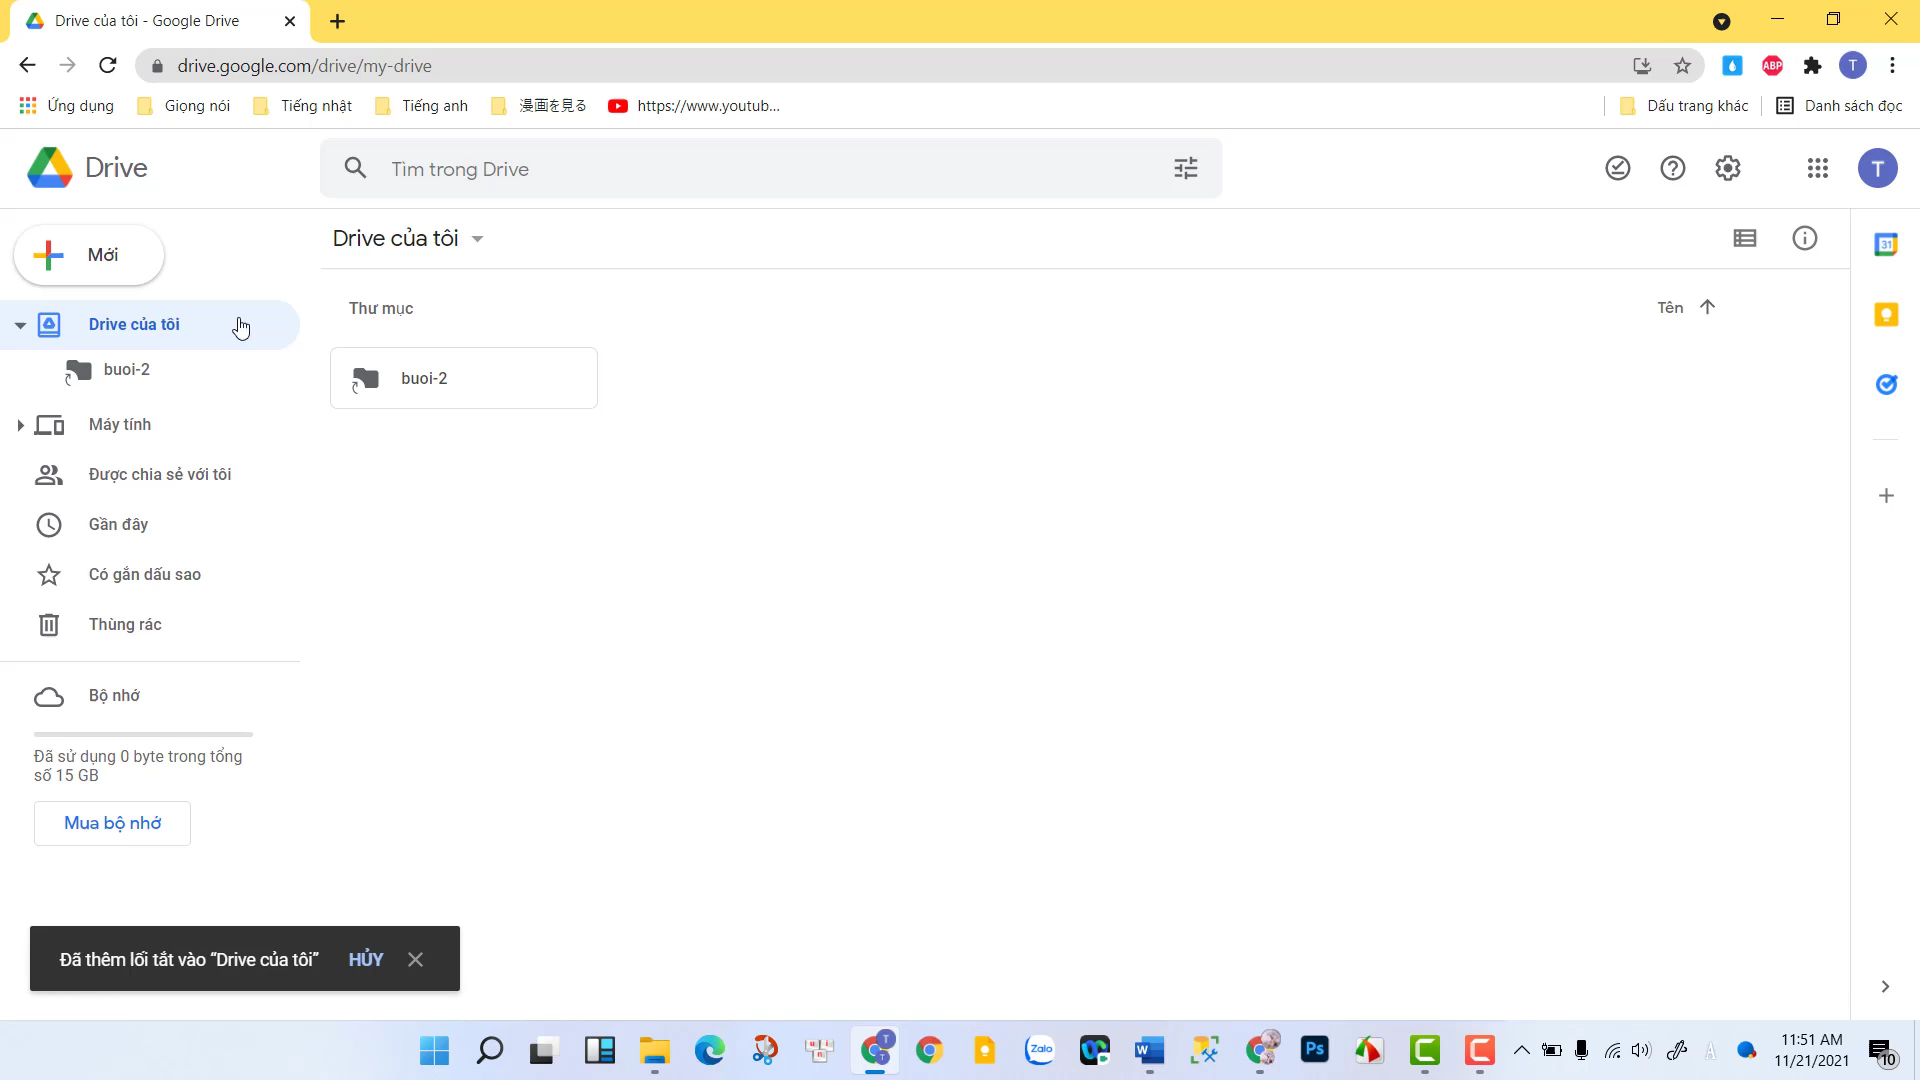 Drive của tôi - Google Drive
drive.google.com/drive/my-drive
ABP
T
Ứng dụng
Giọng nói
Tiếng nhật
Tiếng anh
漫画を見る
https://www.youtub...
Dấu trang khác
Danh sách đọc
Drive
Tìm trong Drive
T
Mới
Drive của tôi
31
Drive của tôi
Thư mục
Tên
buoi-2
buoi-2
Máy tính
Được chia sẻ với tôi
Gần đây
Có gắn dấu sao
Thùng rác
Bộ nhớ
Đã sử dụng 0 byte trong tổng
số 15 GB
Mua bộ nhớ
Đã thêm lối tắt vào “Drive của tôi”
HỦY
T
T
Zalo
W
Ps
C
C
A
11:51 AM
11/21/2021
10